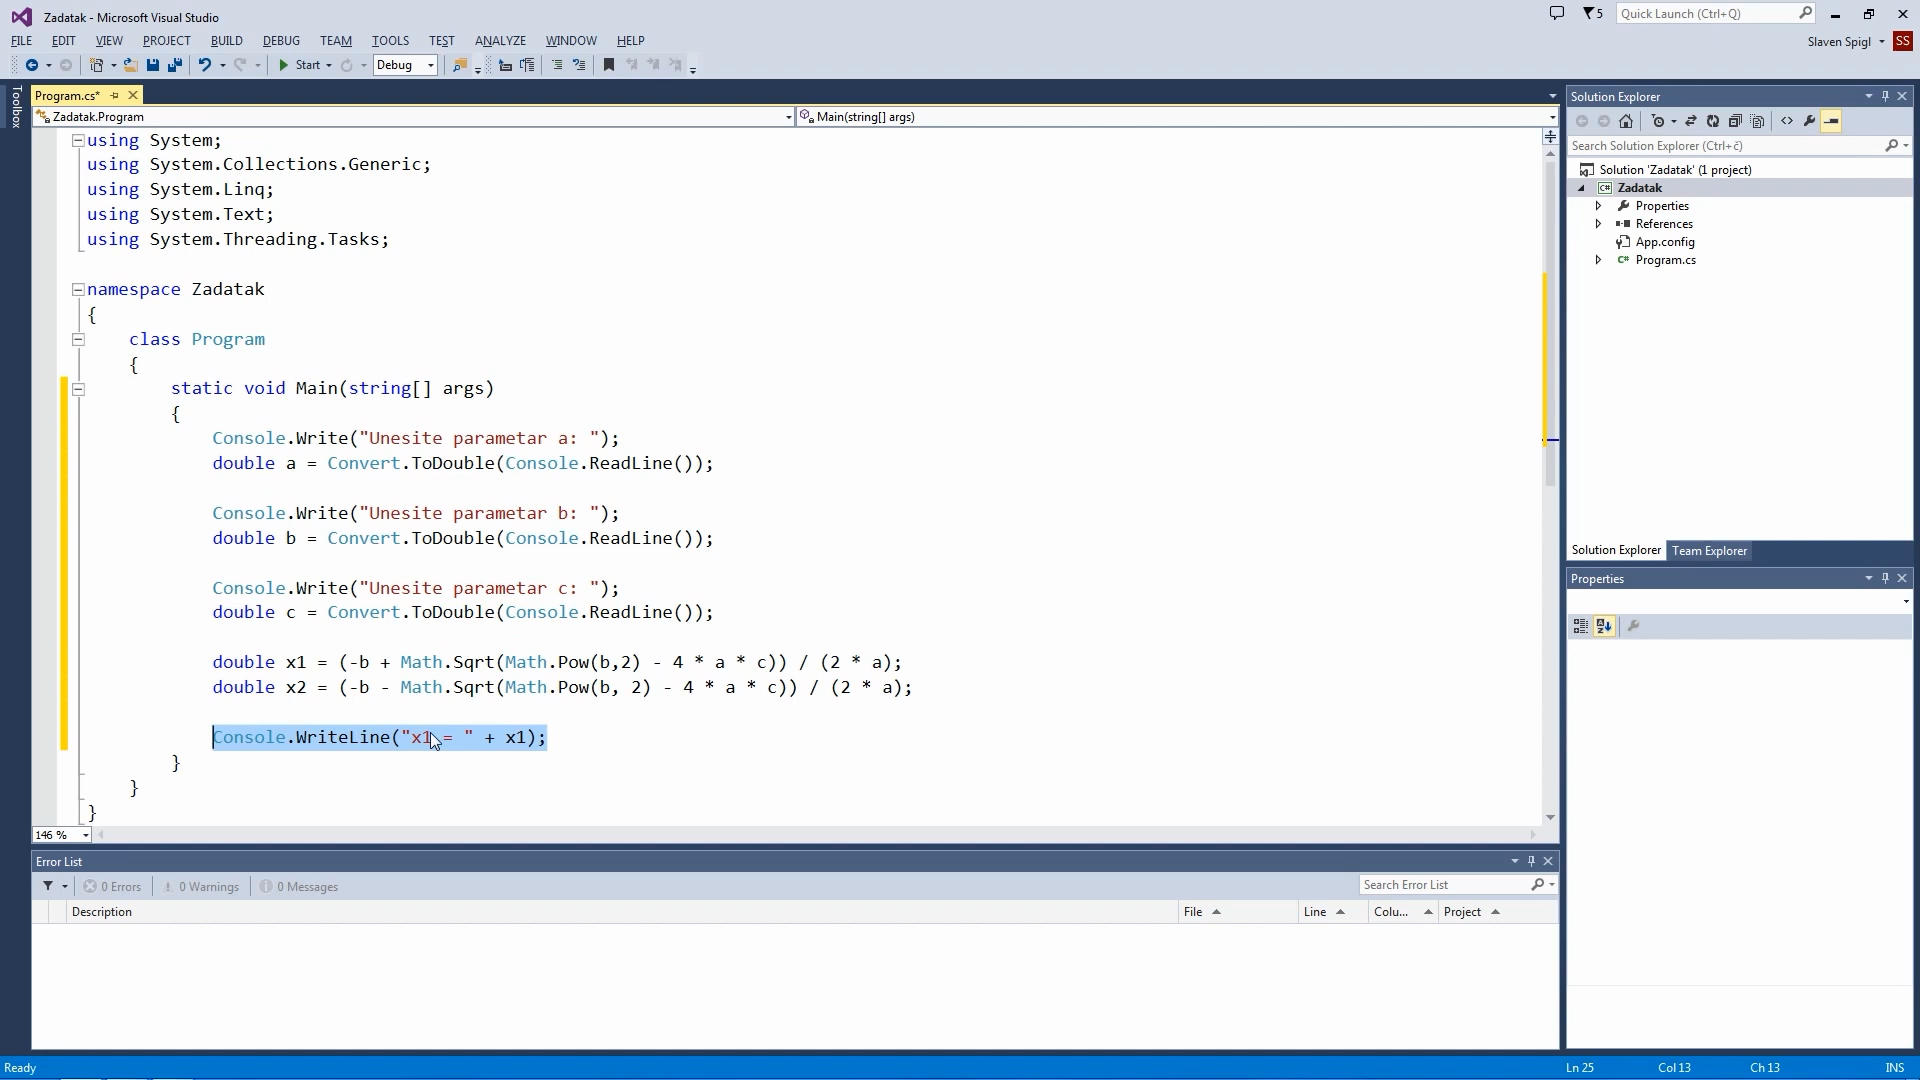 Zadatak - Microsoft Visual Studio
5
Quick Launch (Ctrl+Q)
FILE EDIT VIEW PROJECT BUILD DEBUG TEAM TOOLS TEST ANALYZE WINDOW HELP
Slaven Spigl SS
Start Debug
Toolbox
Program.cs*
Zadatak.Program
Main(string[] args)
using System;
using System.Collections.Generic;
using System.Linq;
using System.Text;
using System.Threading.Tasks;
namespace Zadatak
{
class Program
{
static void Main(string[] args)
{
Console.Write("Unesite parametar a: ");
double a = Convert.ToDouble(Console.ReadLine());
Console.Write("Unesite parametar b: ");
double b = Convert.ToDouble(Console.ReadLine());
Console.Write("Unesite parametar c: ");
double c = Convert.ToDouble(Console.ReadLine());
double x1 = (-b + Math.Sqrt(Math.Pow(b,2) - 4 * a * c)) / (2 * a);
double x2 = (-b - Math.Sqrt(Math.Pow(b, 2) - 4 * a * c)) / (2 * a);
Console.WriteLine("x1 = " + x1);
}
}
}
146 %
Solution Explorer
Search Solution Explorer (Ctrl+č)
Solution 'Zadatak' (1 project)
C# Zadatak
Properties
References
App.config
C# Program.cs
Solution Explorer Team Explorer
Properties
Error List
0 Errors 0 Warnings 0 Messages
Search Error List
Description File Line Colu... Project
Ready Ln 25 Col 13 Ch 13 INS